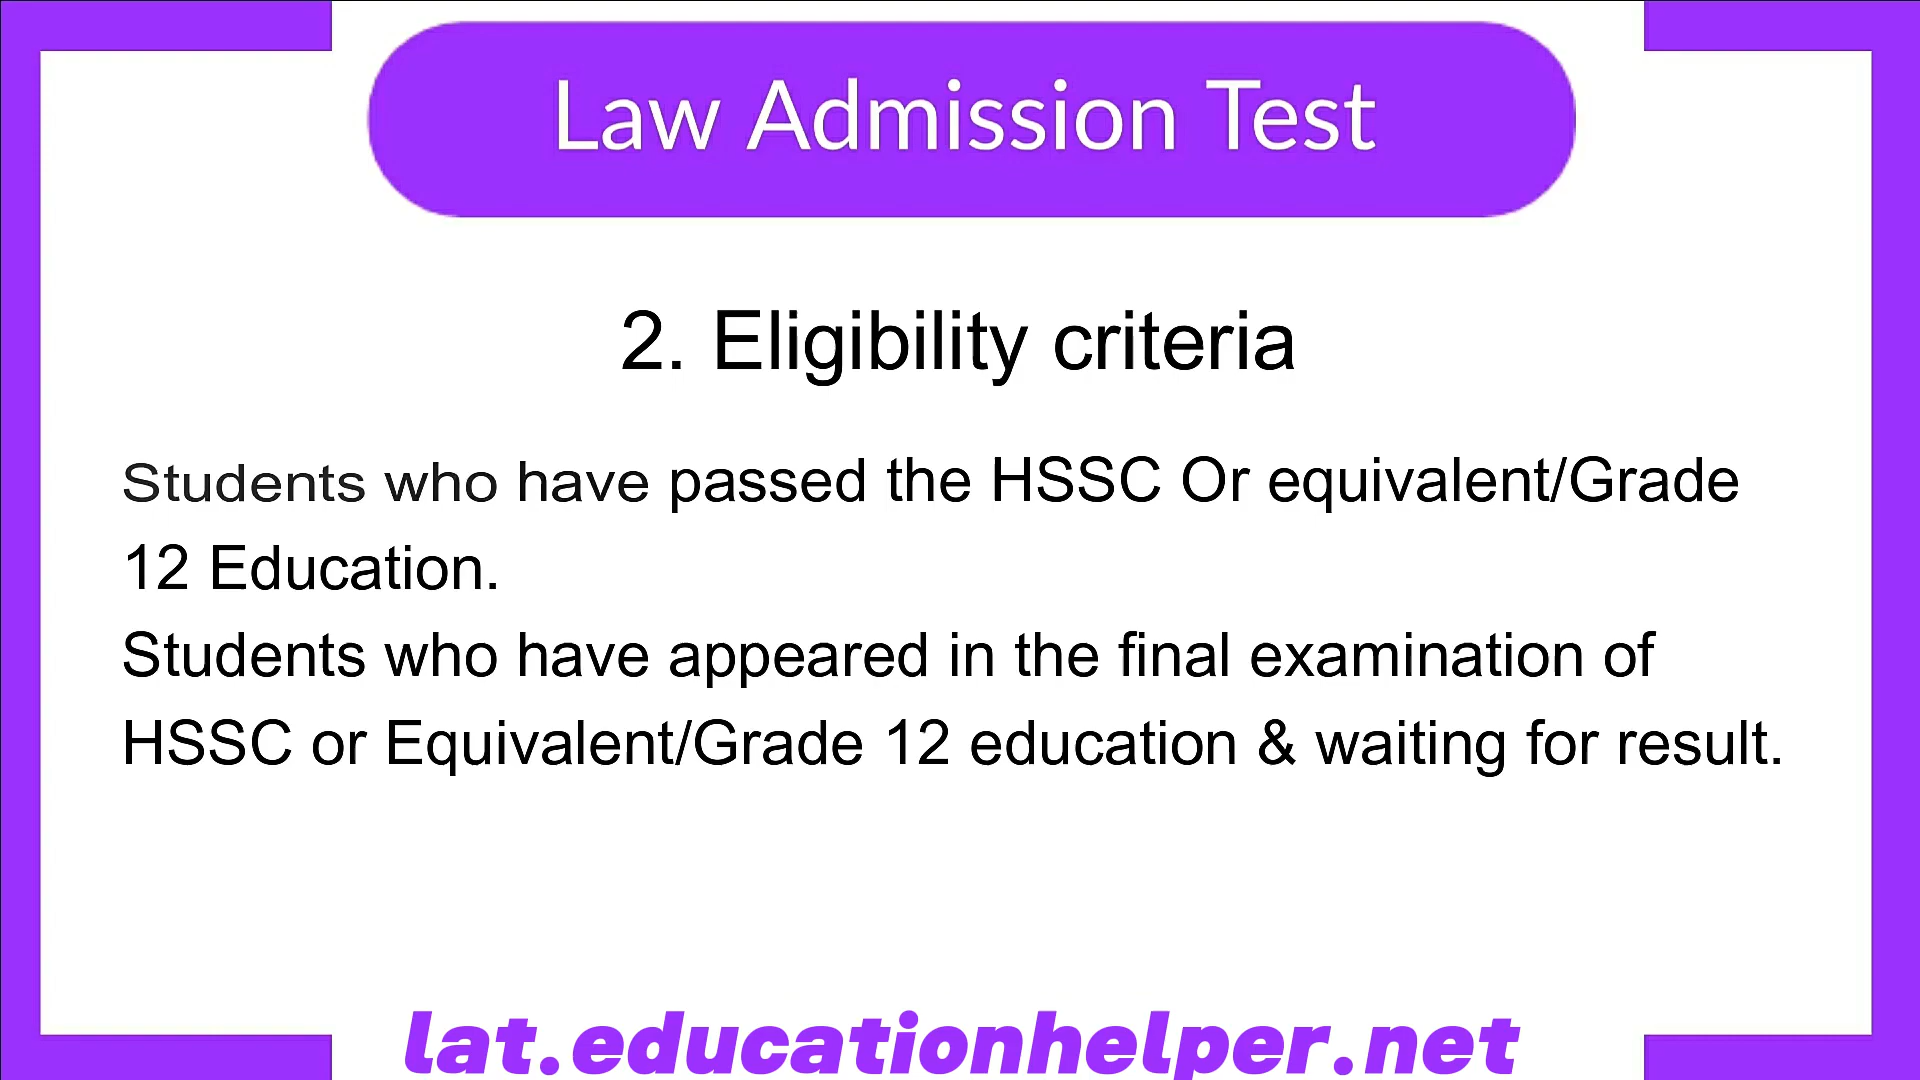 Law Admission Test
2. Eligibility criteria
Students who have passed the HSSC Or equivalent/Grade
12 Education.
Students who have appeared in the final examination of
HSSC or Equivalent/Grade 12 education & waiting for result.
lat.educationhelper.net